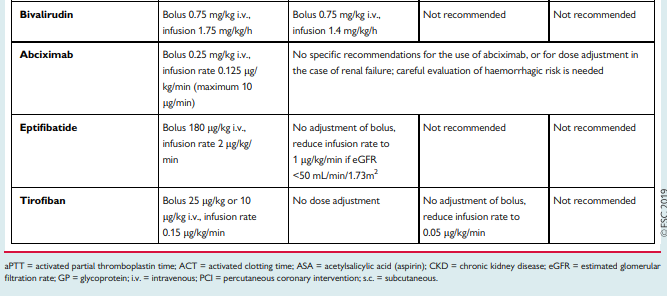 Bivalirudin
Bolus 0.75 mg/kg i.v.,
infusion 1.75 mg/kg/h
Bolus 0.75 mg/kg i.v.,
infusion 1.4 mg/kg/h
Not recommended
Not recommended
Abciximab
Bolus 0.25 mg/kg i.v.,
infusion rate 0.125 μg/
kg/min (maximum 10
μg/min)
No specific recommendations for the use of abciximab, or for dose adjustment in
the case of renal failure; careful evaluation of haemorrhagic risk is needed
Eptifibatide
Bolus 180 μg/kg i.v.,
infusion rate 2 μg/kg/
min
No adjustment of bolus,
reduce infusion rate to
1 μg/kg/min if eGFR
<50 mL/min/1.73m²
Not recommended
Not recommended
Tirofiban
Bolus 25 μg/kg or 10
μg/kg i.v., infusion rate
0.15 μg/kg/min
No dose adjustment
No adjustment of bolus,
reduce infusion rate to
0.05 μg/kg/min
Not recommended
©ESC 2019
aPTT = activated partial thromboplastin time; ACT = activated clotting time; ASA = acetylsalicylic acid (aspirin); CKD = chronic kidney disease; eGFR = estimated glomerular
filtration rate; GP = glycoprotein; i.v. = intravenous; PCI = percutaneous coronary intervention; s.c. = subcutaneous.